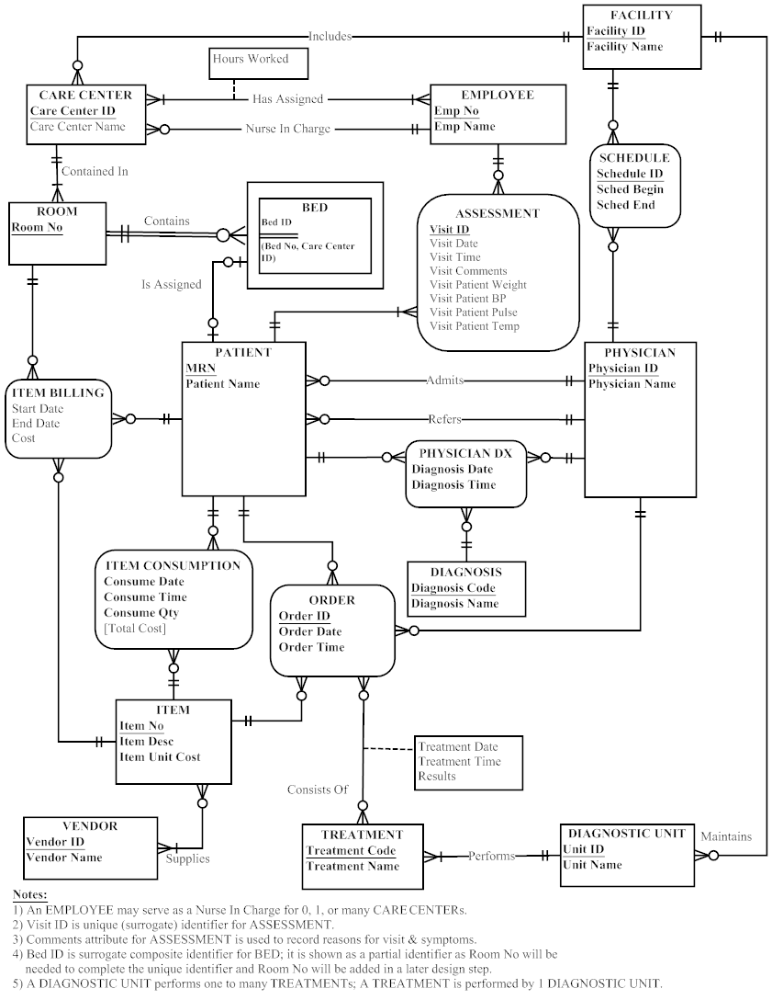 FACILITY
Facility ID
Facility Name
Includes
Hours Worked
CARE CENTER
Care Center ID
Care Center Name
Has Assigned
Nurse In Charge
EMPLOYEE
Emp No
Emp Name
SCHEDULE
Schedule ID
Sched Begin
Sched End
Contained In
ROOM
Room No
Contains
BED
Bed ID
(Bed No, Care Center
ID)
Is Assigned
ASSESSMENT
Visit ID
Visit Date
Visit Time
Visit Comments
Visit Patient Weight
Visit Patient BP
Visit Patient Pulse
Visit Patient Temp
PATIENT
MRN
Patient Name
Admits
Refers
PHYSICIAN
Physician ID
Physician Name
ITEM BILLING
Start Date
End Date
Cost
PHYSICIAN DX
Diagnosis Date
Diagnosis Time
DIAGNOSIS
Diagnosis Code
Diagnosis Name
ITEM CONSUMPTION
Consume Date
Consume Time
Consume Qty
[Total Cost]
ORDER
Order ID
Order Date
Order Time
ITEM
Item No
Item Desc
Item Unit Cost
Treatment Date
Treatment Time
Results
Consists Of
VENDOR
Vendor ID
Vendor Name
Supplies
TREATMENT
Treatment Code
Treatment Name
Performs
DIAGNOSTIC UNIT
Unit ID
Unit Name
Maintains
Notes:
1) An EMPLOYEE may serve as a Nurse In Charge for 0, 1, or many CARE CENTERs.
2) Visit ID is unique (surrogate) identifier for ASSESSMENT.
3) Comments attribute for ASSESSMENT is used to record reasons for visit & symptoms.
4) Bed ID is surrogate composite identifier for BED; it is shown as a partial identifier as Room No will be
needed to complete the unique identifier and Room No will be added in a later design step.
5) A DIAGNOSTIC UNIT performs one to many TREATMENTs; A TREATMENT is performed by 1 DIAGNOSTIC UNIT.